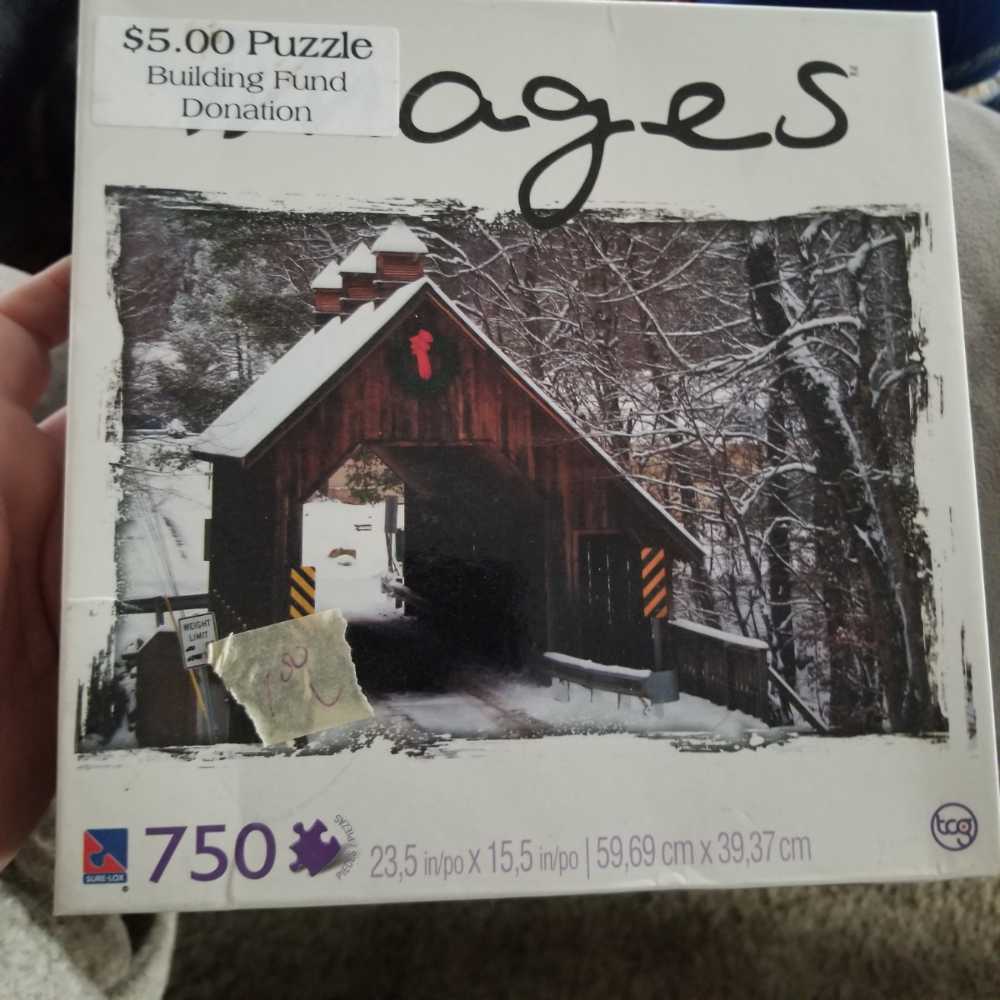 $5.00 Puzzle
Building Fund
Donation
ages
WEIGHT
LIMIT
SURE-LOX
750
23,5 in/po x 15,5 in/po | 59,69 cm x 39,37 cm
tcg